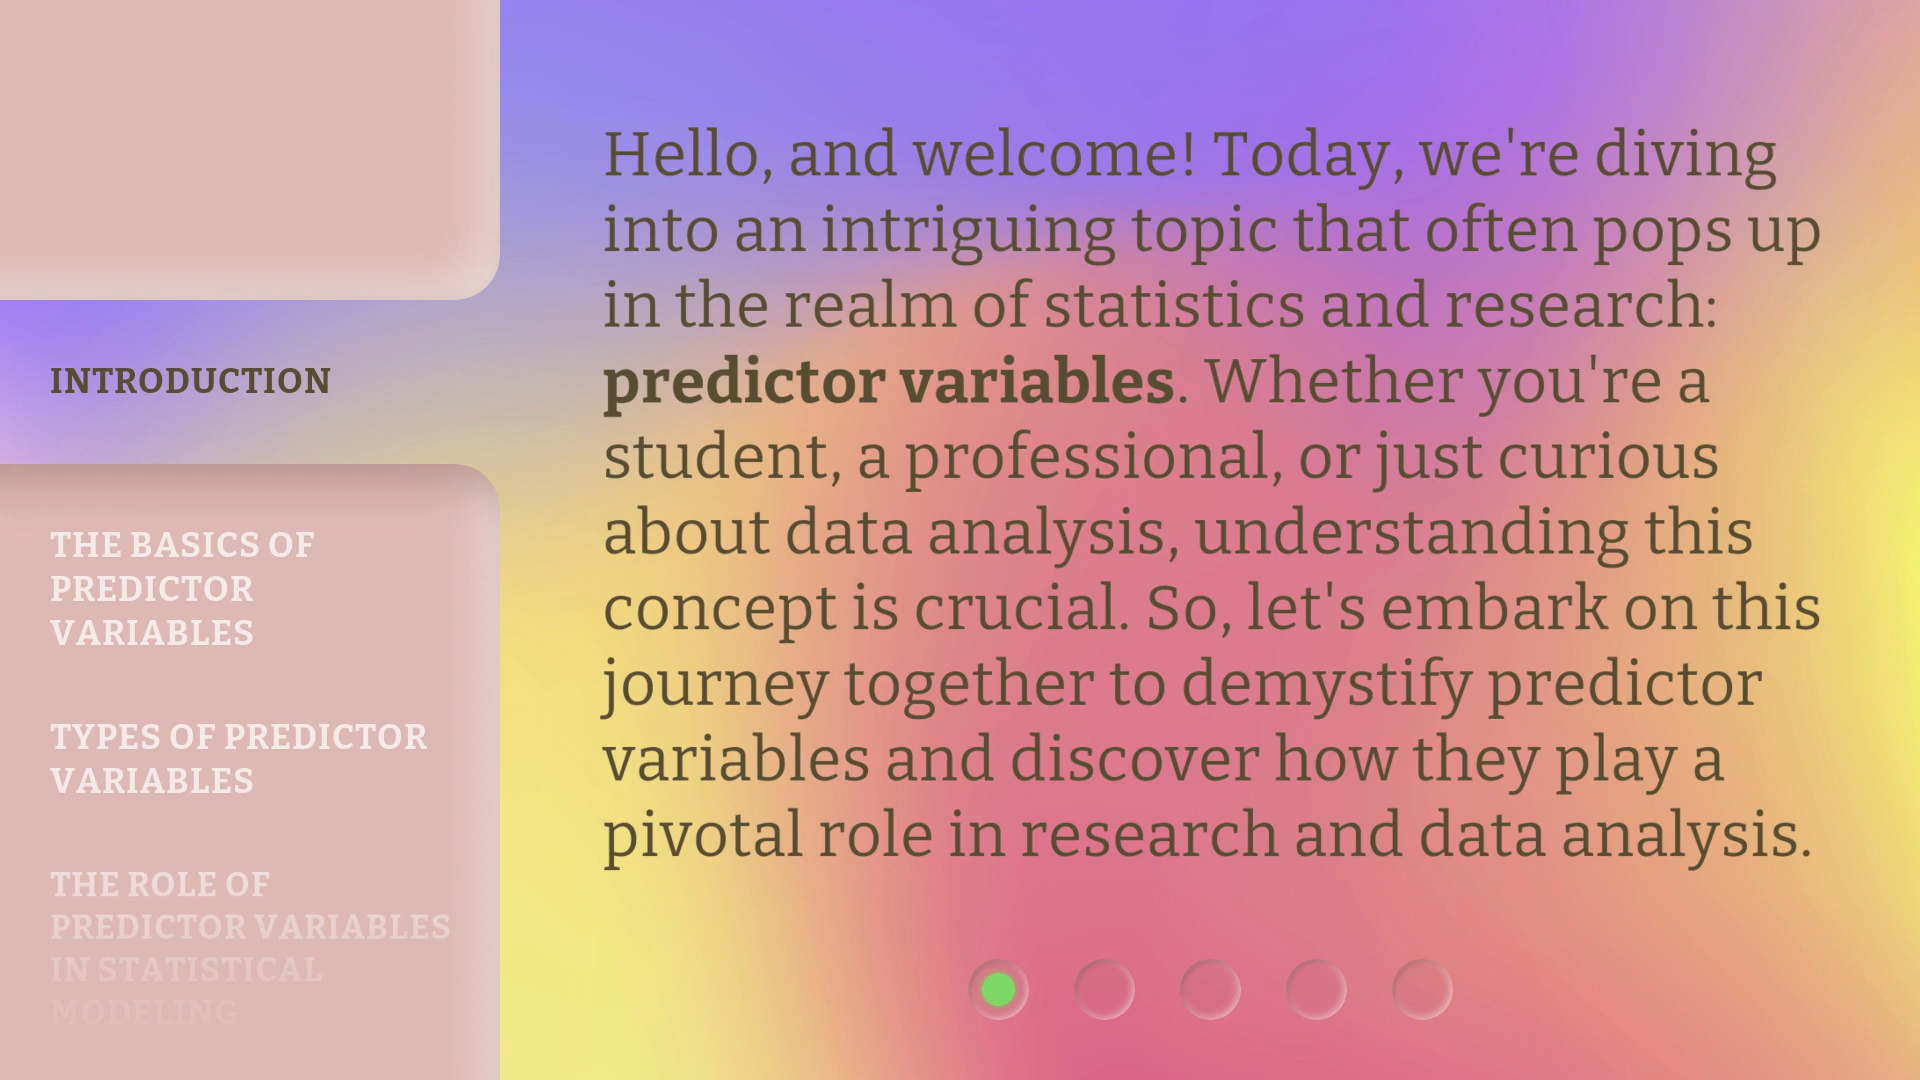 INTRODUCTION
THE BASICS OF
PREDICTOR
VARIABLES
TYPES OF PREDICTOR
VARIABLES
THE ROLE OF
PREDICTOR VARIABLES
IN STATISTICAL
MODELING
Hello, and welcome! Today, we're diving
into an intriguing topic that often pops up
in the realm of statistics and research:
predictor variables. Whether you're a
student, a professional, or just curious
about data analysis, understanding this
concept is crucial. So, let's embark on this
journey together to demystify predictor
variables and discover how they play a
pivotal role in research and data analysis.